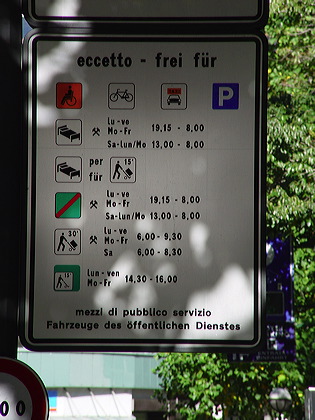 eccetto - frei für
P
Lu - ve
Mo - Fr 19,15 - 8,00
Sa-Lun/Mo 13,00 - 8,00
per 15'
für
Lu - ve
Mo - Fr 19,15 - 8,00
Sa-lun/Mo 13,00 - 8,00
30' Lu - ve
Mo - Fr 6,00 - 9,30
Sa 6,00 - 8,30
15' Lun - ven
Mo-Fr 14,30 - 16,00
mezzi di pubblico servizio
Fahrzeuge des öffentlichen Dienstes
00